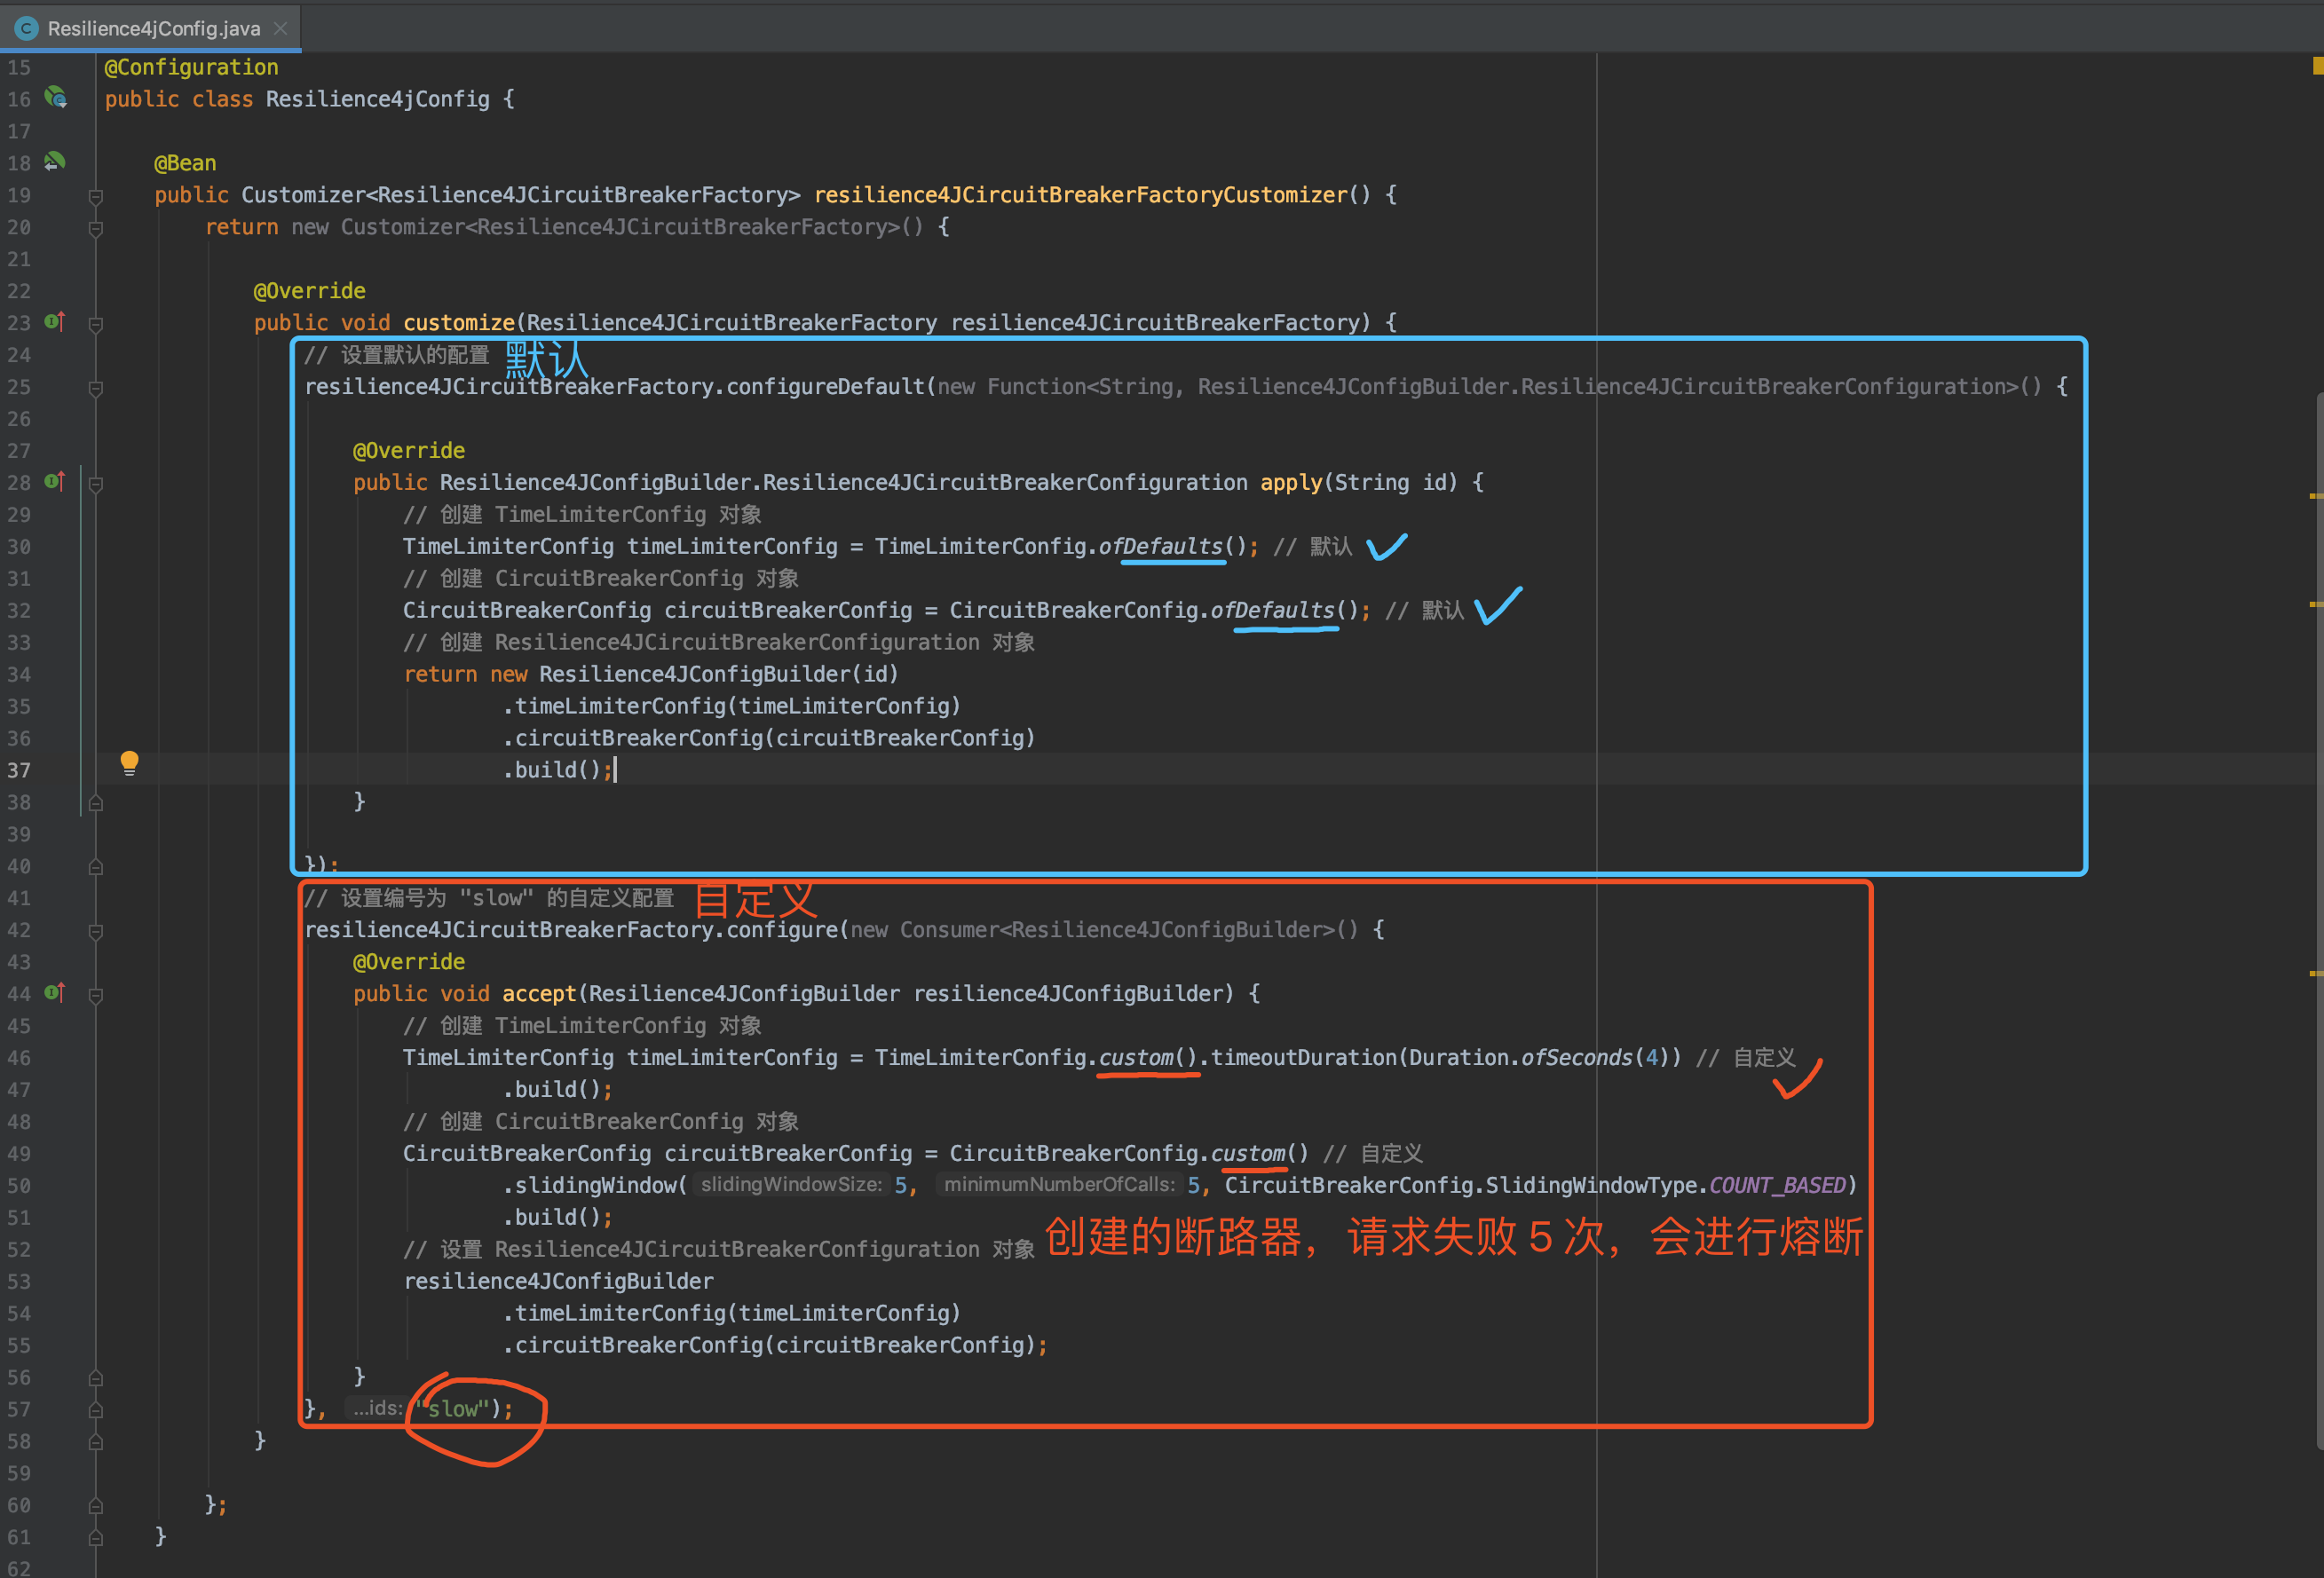 Resilience4jConfig.java
15 @Configuration
16 public class Resilience4jConfig {
17
18 @Bean
19 public Customizer<Resilience4JCircuitBreakerFactory> resilience4JCircuitBreakerFactoryCustomizer() {
20 return new Customizer<Resilience4JCircuitBreakerFactory>() {
21
22 @Override
23 public void customize(Resilience4JCircuitBreakerFactory resilience4JCircuitBreakerFactory) {
24 // 设置默认的配置 默认
25 resilience4JCircuitBreakerFactory.configureDefault(new Function<String, Resilience4JConfigBuilder.Resilience4JCircuitBreakerConfiguration>() {
26
27 @Override
28 public Resilience4JConfigBuilder.Resilience4JCircuitBreakerConfiguration apply(String id) {
29 // 创建 TimeLimiterConfig 对象
30 TimeLimiterConfig timeLimiterConfig = TimeLimiterConfig.ofDefaults(); // 默认
31 // 创建 CircuitBreakerConfig 对象
32 CircuitBreakerConfig circuitBreakerConfig = CircuitBreakerConfig.ofDefaults(); // 默认
33 // 创建 Resilience4JCircuitBreakerConfiguration 对象
34 return new Resilience4JConfigBuilder(id)
35 .timeLimiterConfig(timeLimiterConfig)
36 .circuitBreakerConfig(circuitBreakerConfig)
37 .build();
38 }
39
40 });
41 // 设置编号为 "slow" 的自定义配置 自定义
42 resilience4JCircuitBreakerFactory.configure(new Consumer<Resilience4JConfigBuilder>() {
43 @Override
44 public void accept(Resilience4JConfigBuilder resilience4JConfigBuilder) {
45 // 创建 TimeLimiterConfig 对象
46 TimeLimiterConfig timeLimiterConfig = TimeLimiterConfig.custom().timeoutDuration(Duration.ofSeconds(4)) // 自定义
47 .build();
48 // 创建 CircuitBreakerConfig 对象
49 CircuitBreakerConfig circuitBreakerConfig = CircuitBreakerConfig.custom() // 自定义
50 .slidingWindow( slidingWindowSize: 5, minimumNumberOfCalls: 5, CircuitBreakerConfig.SlidingWindowType.COUNT_BASED)
51 .build();
52 // 设置 Resilience4JCircuitBreakerConfiguration 对象 创建的断路器，请求失败 5 次，会进行熔断
53 resilience4JConfigBuilder
54 .timeLimiterConfig(timeLimiterConfig)
55 .circuitBreakerConfig(circuitBreakerConfig);
56 }
57 }, ...ids: "slow");
58 }
59
60 };
61 }
62